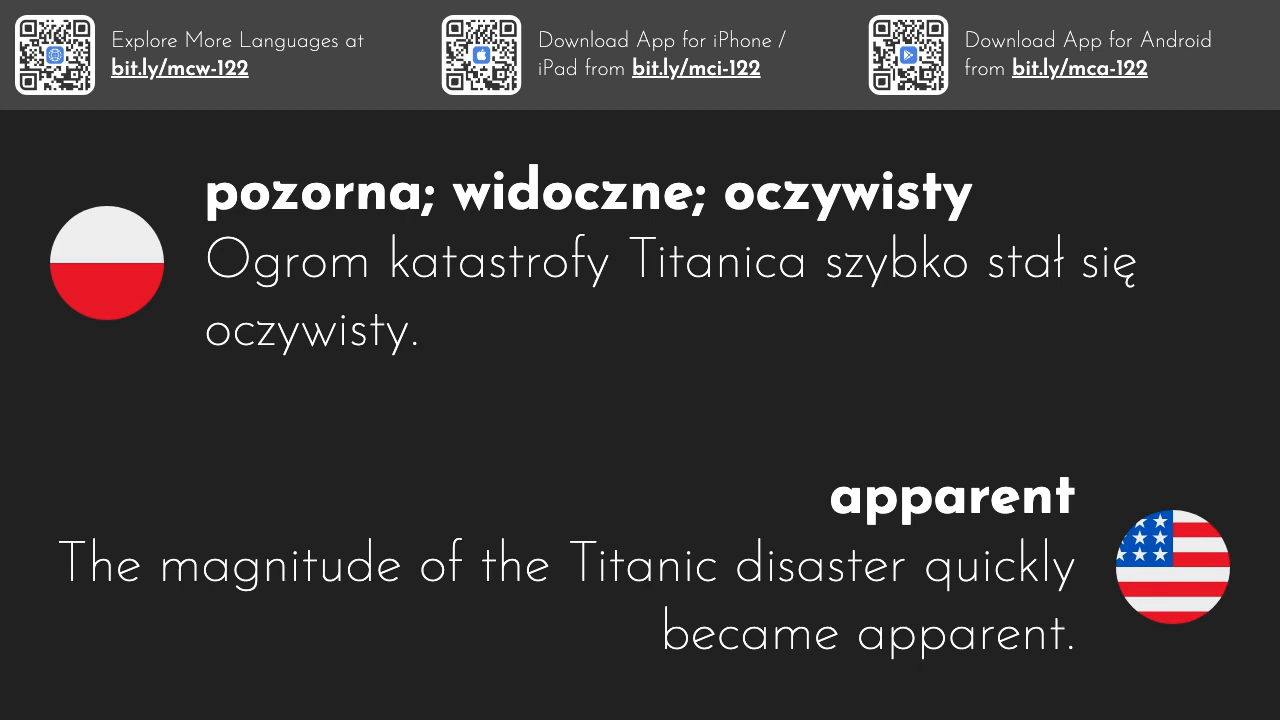 Explore More Languages at
bit.ly/mcw-122
Download App for iPhone /
iPad from bit.ly/mci-122
Download App for Android
from bit.ly/mca-122
pozorna; widoczne; oczywisty
Ogrom katastrofy Titanica szybko stał się
oczywisty.
apparent
The magnitude of the Titanic disaster quickly
became apparent.